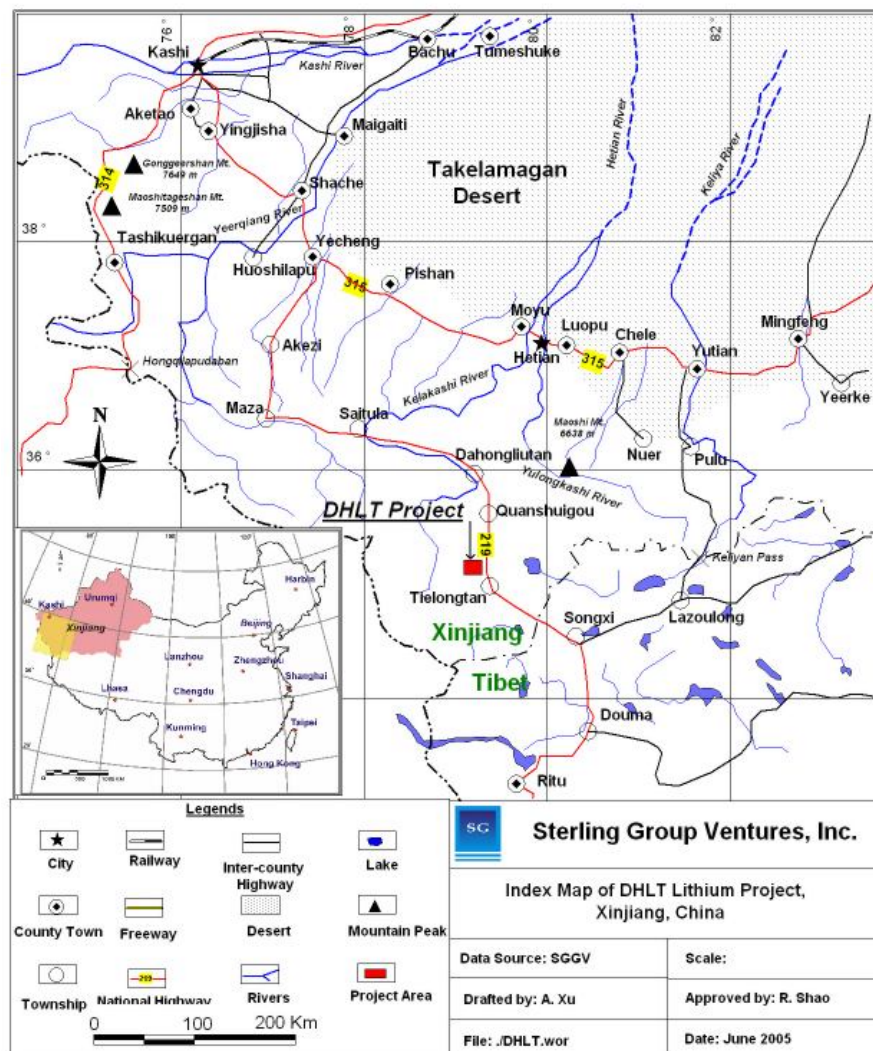 76
78
80
82
Kashi
Kashi River
Bachu
Tumeshuke
Aketao
Yingjisha
Maigaiti
Hetian River
Keliya River
Gonggeershan Mt.
7649 m
314
Maoshitageshan Mt.
7509 m
Takelamagan
Desert
Shache
Yeerqiang River
38
Tashikuergan
Huoshilapu
Yecheng
315
Pishan
Moyu
Hetian
Luopu
315
Chele
Yutian
Mingfeng
Yeerke
Hongqilapudaban
Akezi
Kelakashi River
Maza
Saitula
Maoshi Mt.
6638 m
Nuer
Pulu
N
36
Dahongliutan
Yulongkashi River
DHLT Project
Quanshuigou
219
Keliyan Pass
Tielongtan
Lazoulong
Songxi
Xinjiang
Tibet
Douma
Ritu
Harbin
Urumqi
Kashi
Xinjiang
Beijing
Lanzhou
Zhengzhou
Shanghai
Lhasa
Chengdu
Kunming
Taipei
Hong Kong
Legends
City
Railway
Inter-county
Highway
Lake
County Town
Freeway
Desert
Mountain Peak
Township
219
National Highway
Rivers
Project Area
0 100 200 Km
SG
Sterling Group Ventures, Inc.
Index Map of DHLT Lithium Project,
Xinjiang, China
Data Source: SGGV
Scale:
Drafted by: A. Xu
Approved by: R. Shao
File: ./DHLT.wor
Date: June 2005